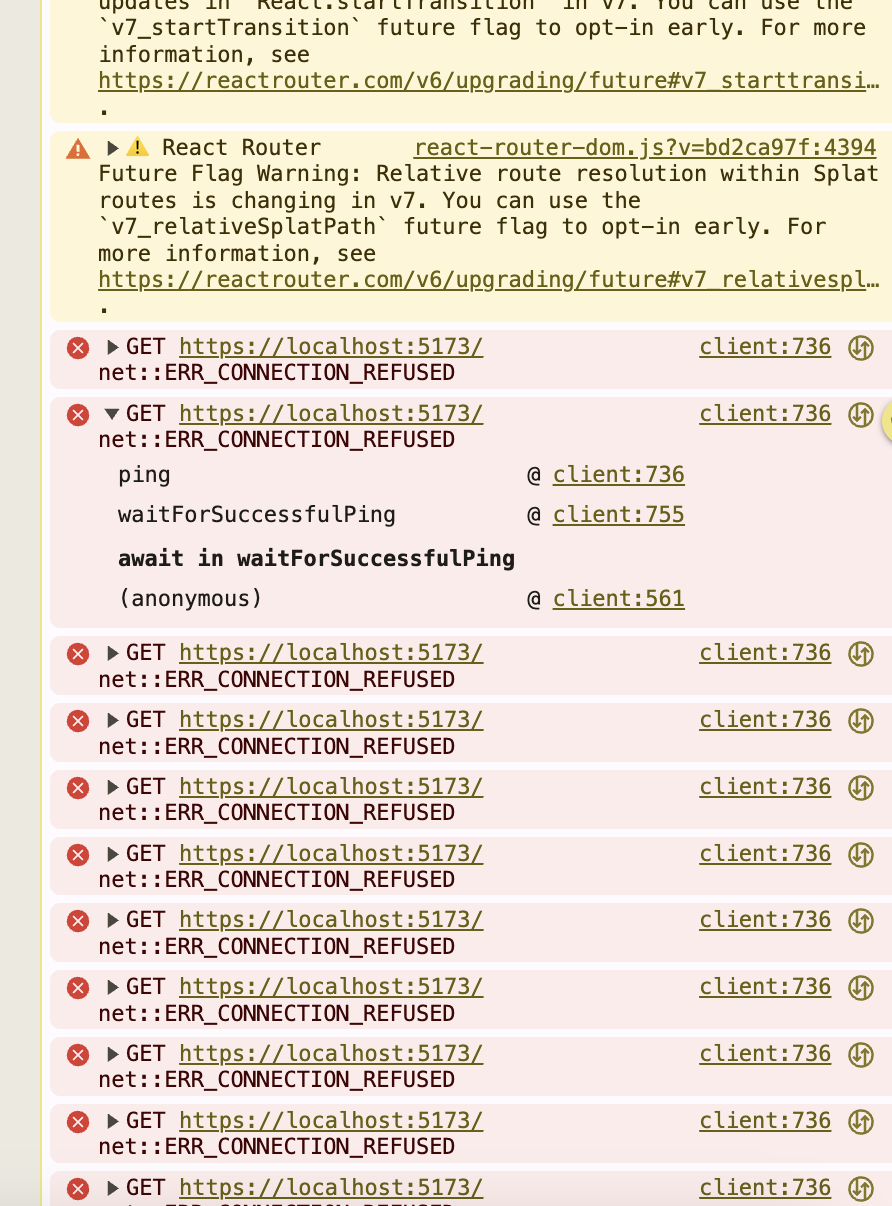 updates in `React.startTransition` in v7. You can use the
`v7_startTransition` future flag to opt-in early. For more
information, see
https://reactrouter.com/v6/upgrading/future#v7_starttransi…
.
React Router react-router-dom.js?v=bd2ca97f:4394
Future Flag Warning: Relative route resolution within Splat
routes is changing in v7. You can use the
`v7_relativeSplatPath` future flag to opt-in early. For
more information, see
https://reactrouter.com/v6/upgrading/future#v7_relativespl…
.
GET https://localhost:5173/ client:736
net::ERR_CONNECTION_REFUSED
GET https://localhost:5173/ client:736
net::ERR_CONNECTION_REFUSED
ping @ client:736
waitForSuccessfulPing @ client:755
await in waitForSuccessfulPing
(anonymous) @ client:561
GET https://localhost:5173/ client:736
net::ERR_CONNECTION_REFUSED
GET https://localhost:5173/ client:736
net::ERR_CONNECTION_REFUSED
GET https://localhost:5173/ client:736
net::ERR_CONNECTION_REFUSED
GET https://localhost:5173/ client:736
net::ERR_CONNECTION_REFUSED
GET https://localhost:5173/ client:736
net::ERR_CONNECTION_REFUSED
GET https://localhost:5173/ client:736
net::ERR_CONNECTION_REFUSED
GET https://localhost:5173/ client:736
net::ERR_CONNECTION_REFUSED
GET https://localhost:5173/ client:736
net::ERR_CONNECTION_REFUSED
GET https://localhost:5173/ client:736